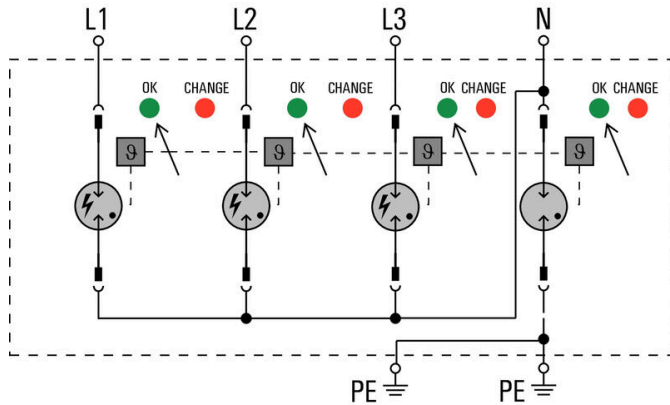 L1 L2 L3 N
OK CHANGE OK CHANGE OK CHANGE OK CHANGE
ϑ ϑ ϑ ϑ
PE PE